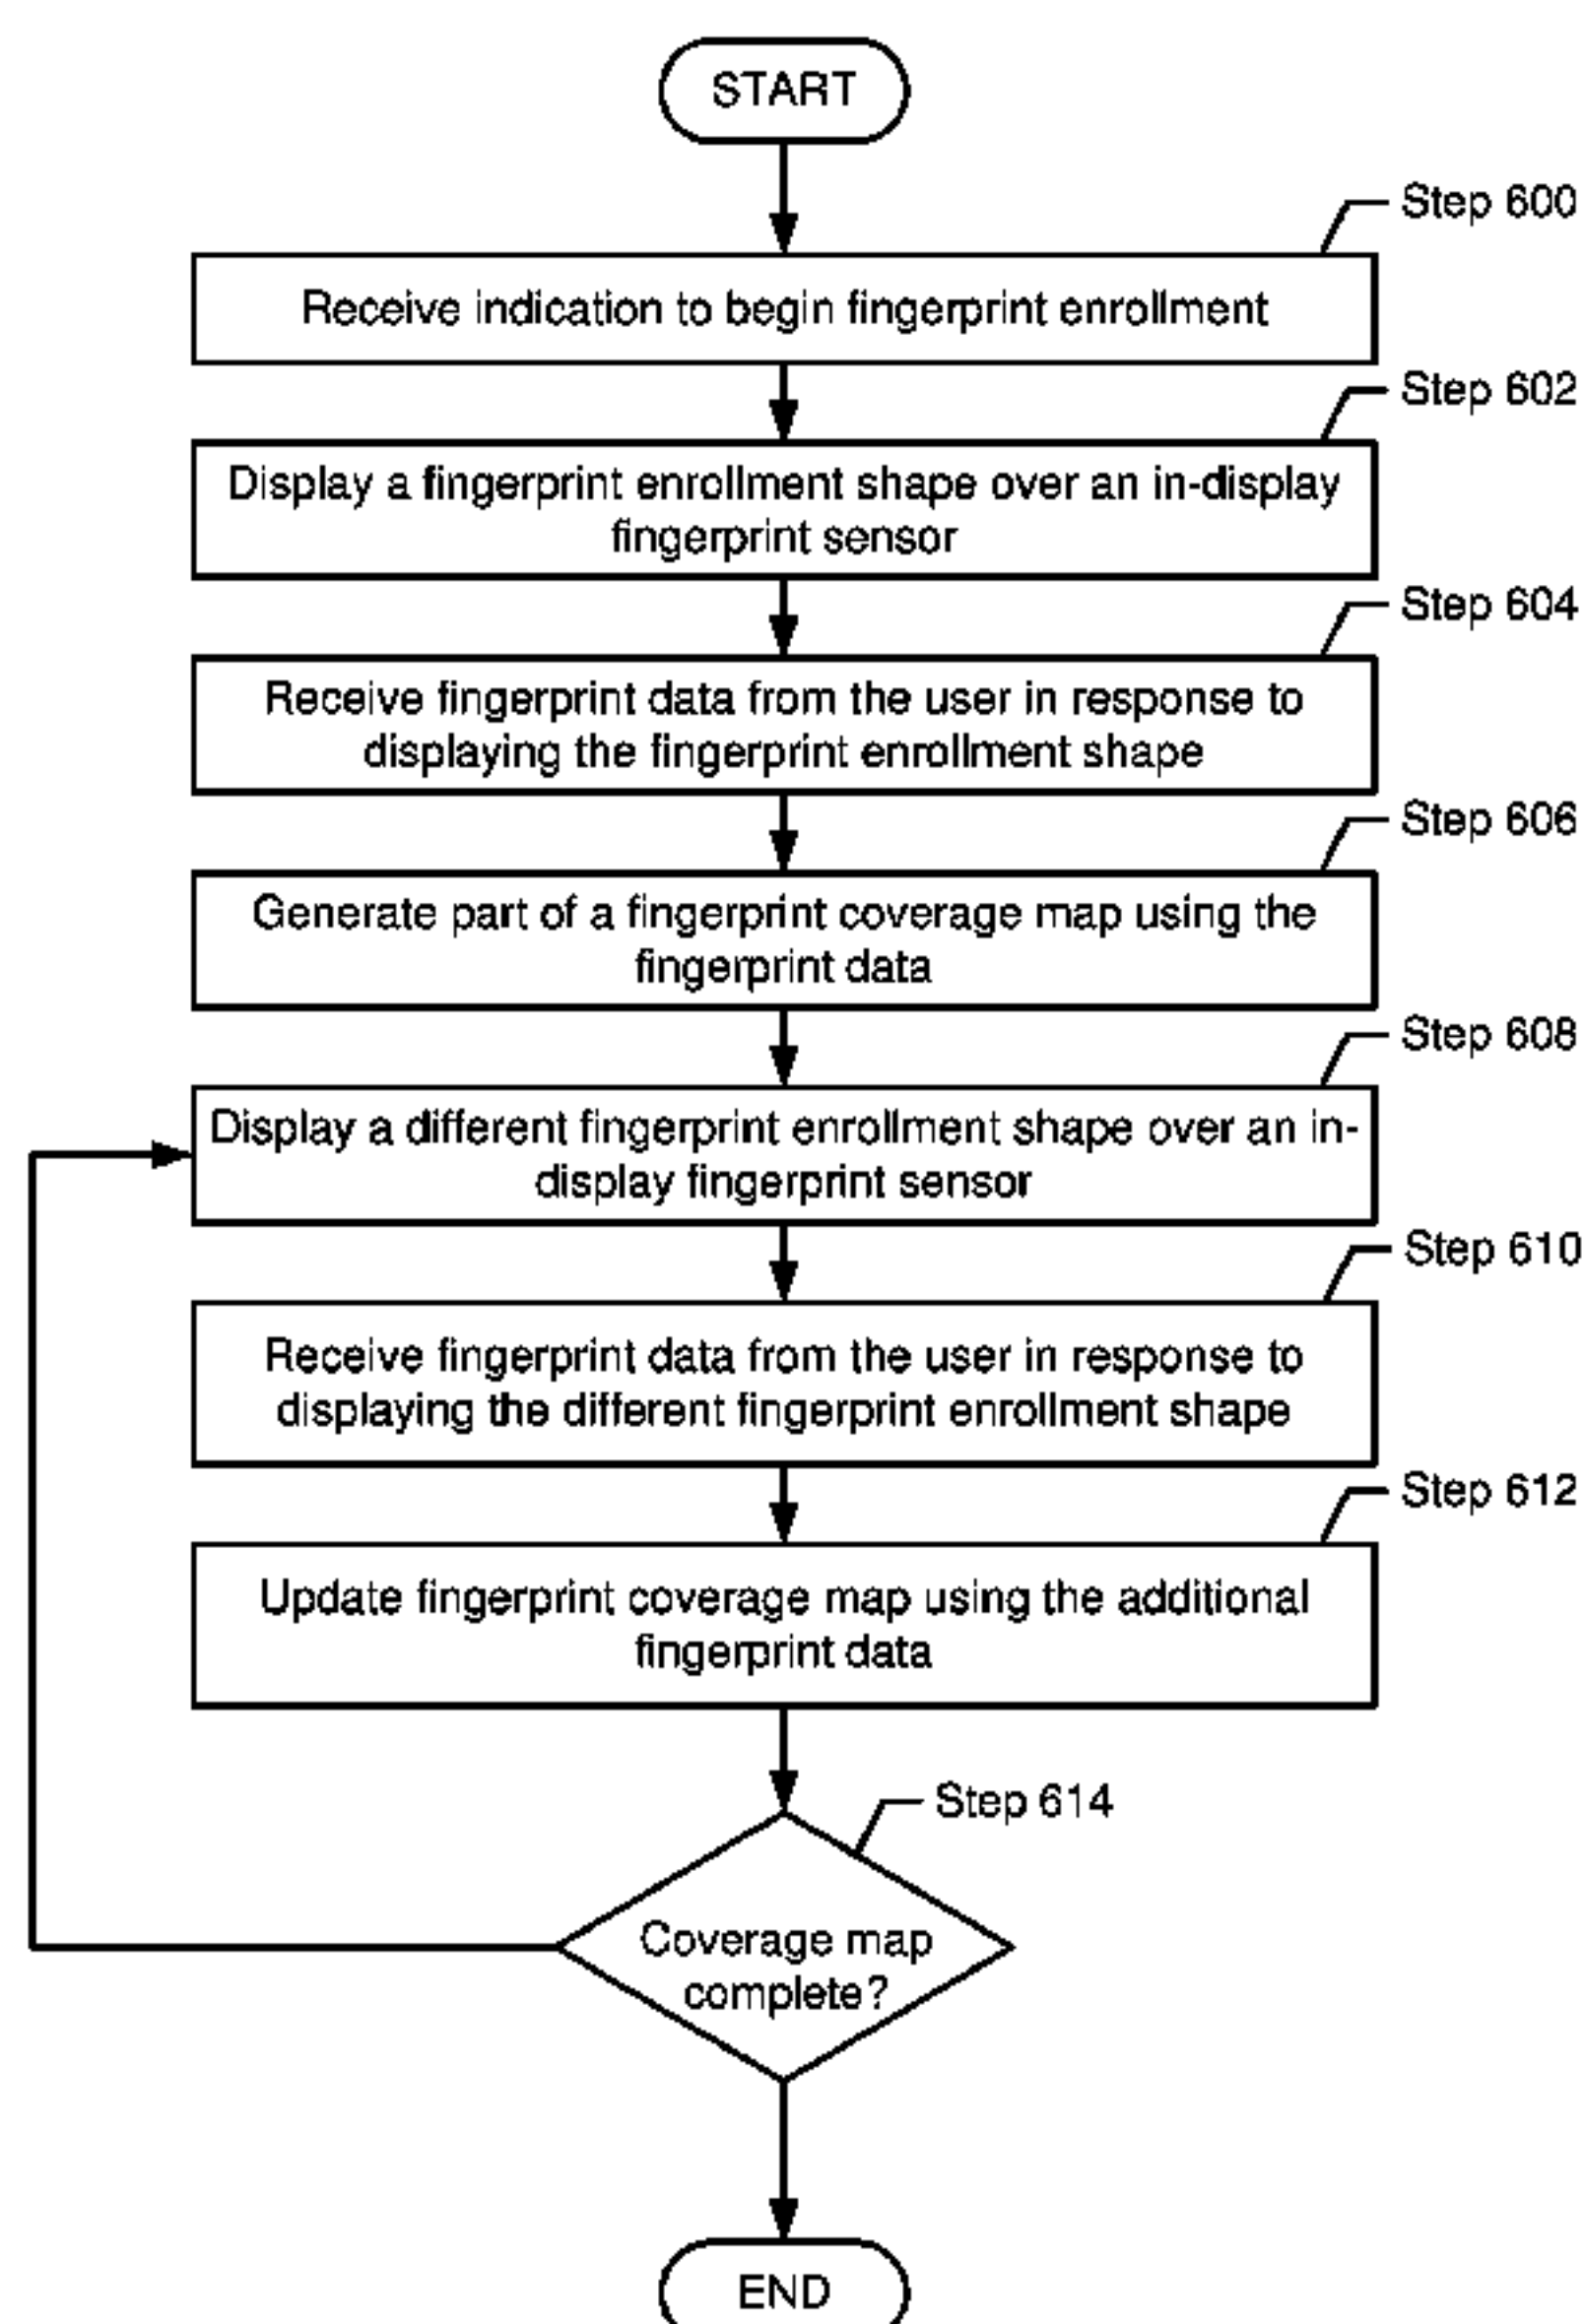 START
Step 600
Receive indication to begin fingerprint enrollment
Step 602
Display a fingerprint enrollment shape over an in-display
fingerprint sensor
Step 604
Receive fingerprint data from the user in response to
displaying the fingerprint enrollment shape
Step 606
Generate part of a fingerprint coverage map using the
fingerprint data
Step 608
Display a different fingerprint enrollment shape over an in-
display fingerprint sensor
Step 610
Receive fingerprint data from the user in response to
displaying the different fingerprint enrollment shape
Step 612
Update fingerprint coverage map using the additional
fingerprint data
Step 614
Coverage map
complete?
END